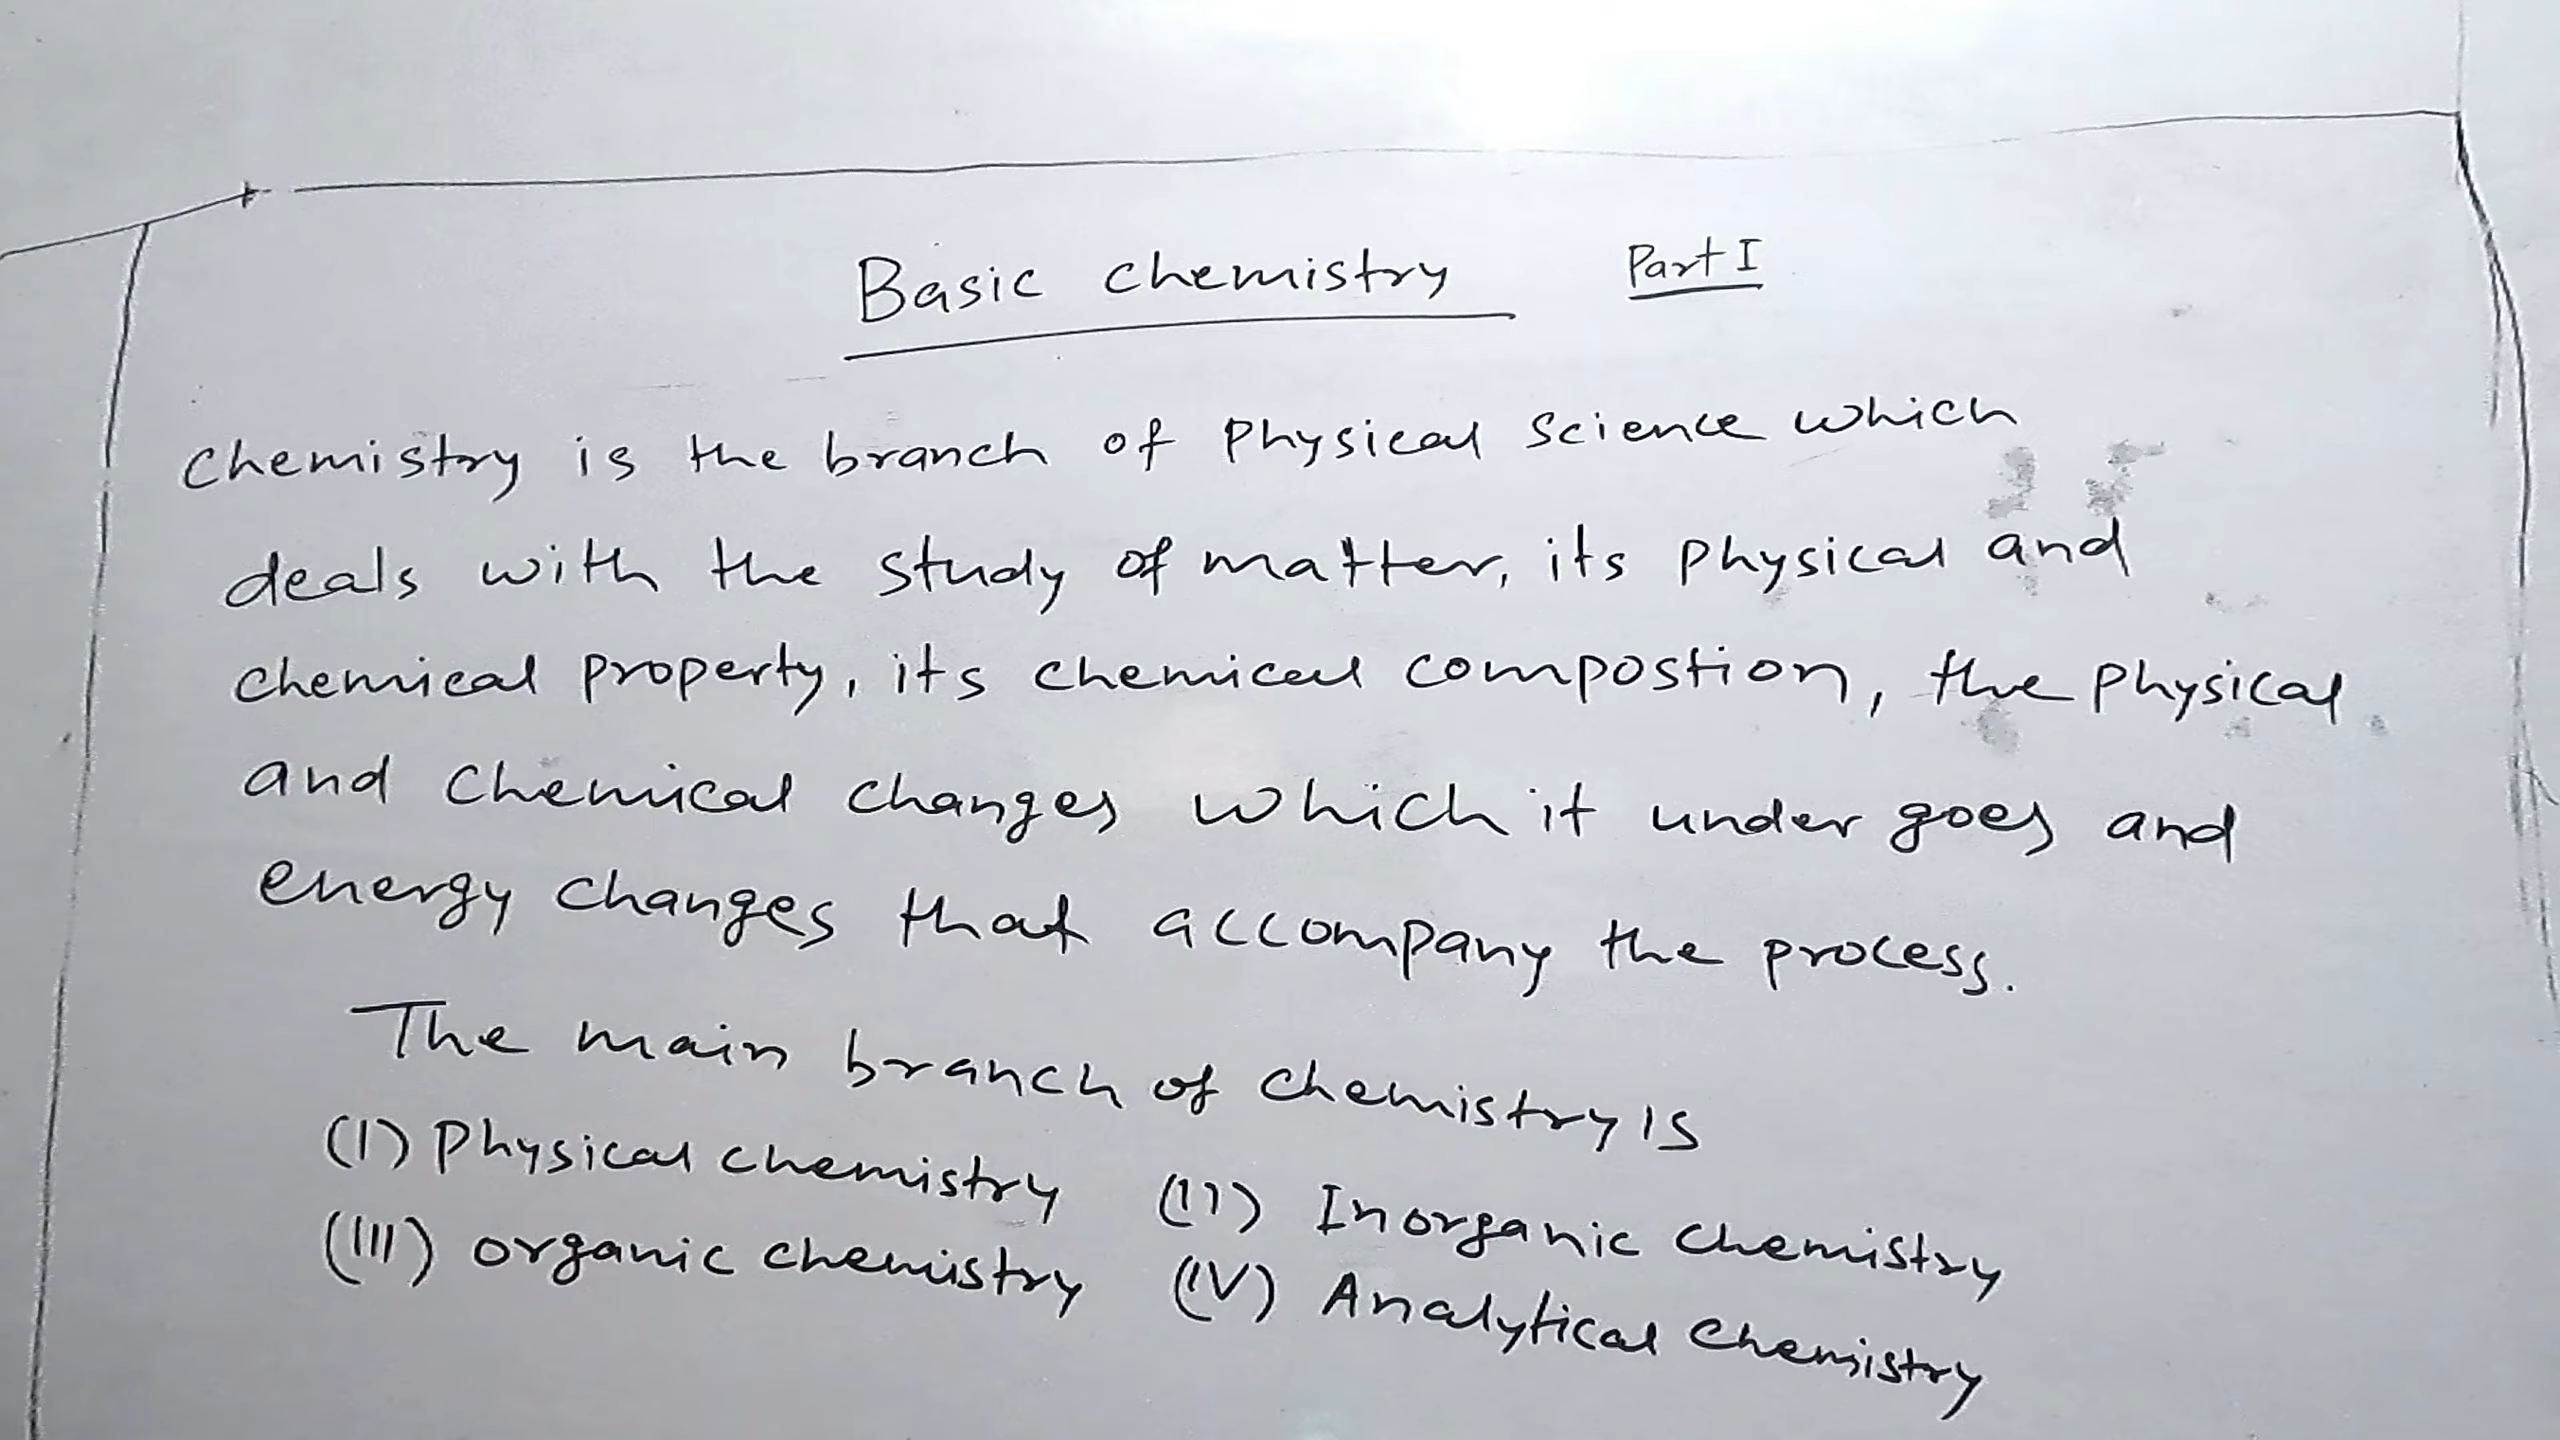 Basic chemistry Part I
chemistry is the branch of physical science which
deals with the study of matter, its physical and
chemical property, its chemical compostion, the physical
and chemical changes which it under goes and
energy changes that accompany the process.
The main branch of chemistry is
(I) Physical chemistry (II) Inorganic chemistry
(III) organic chemistry (IV) Analytical chemistry